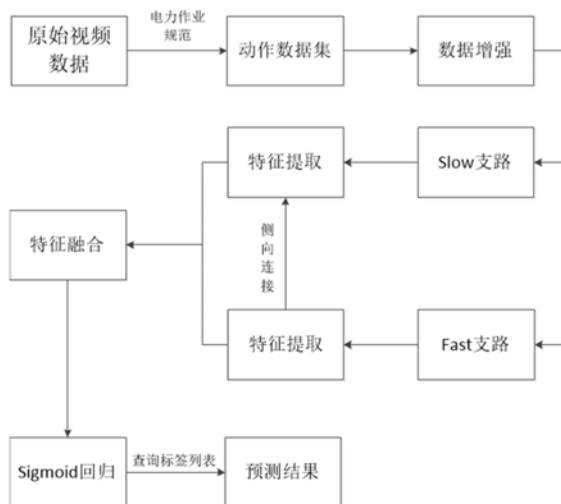 原始视频
数据
电力作业
规范
动作数据集
数据增强
特征提取
Slow支路
侧
向
连
接
特征融合
特征提取
Fast支路
Sigmoid回归
查询标签列表
预测结果